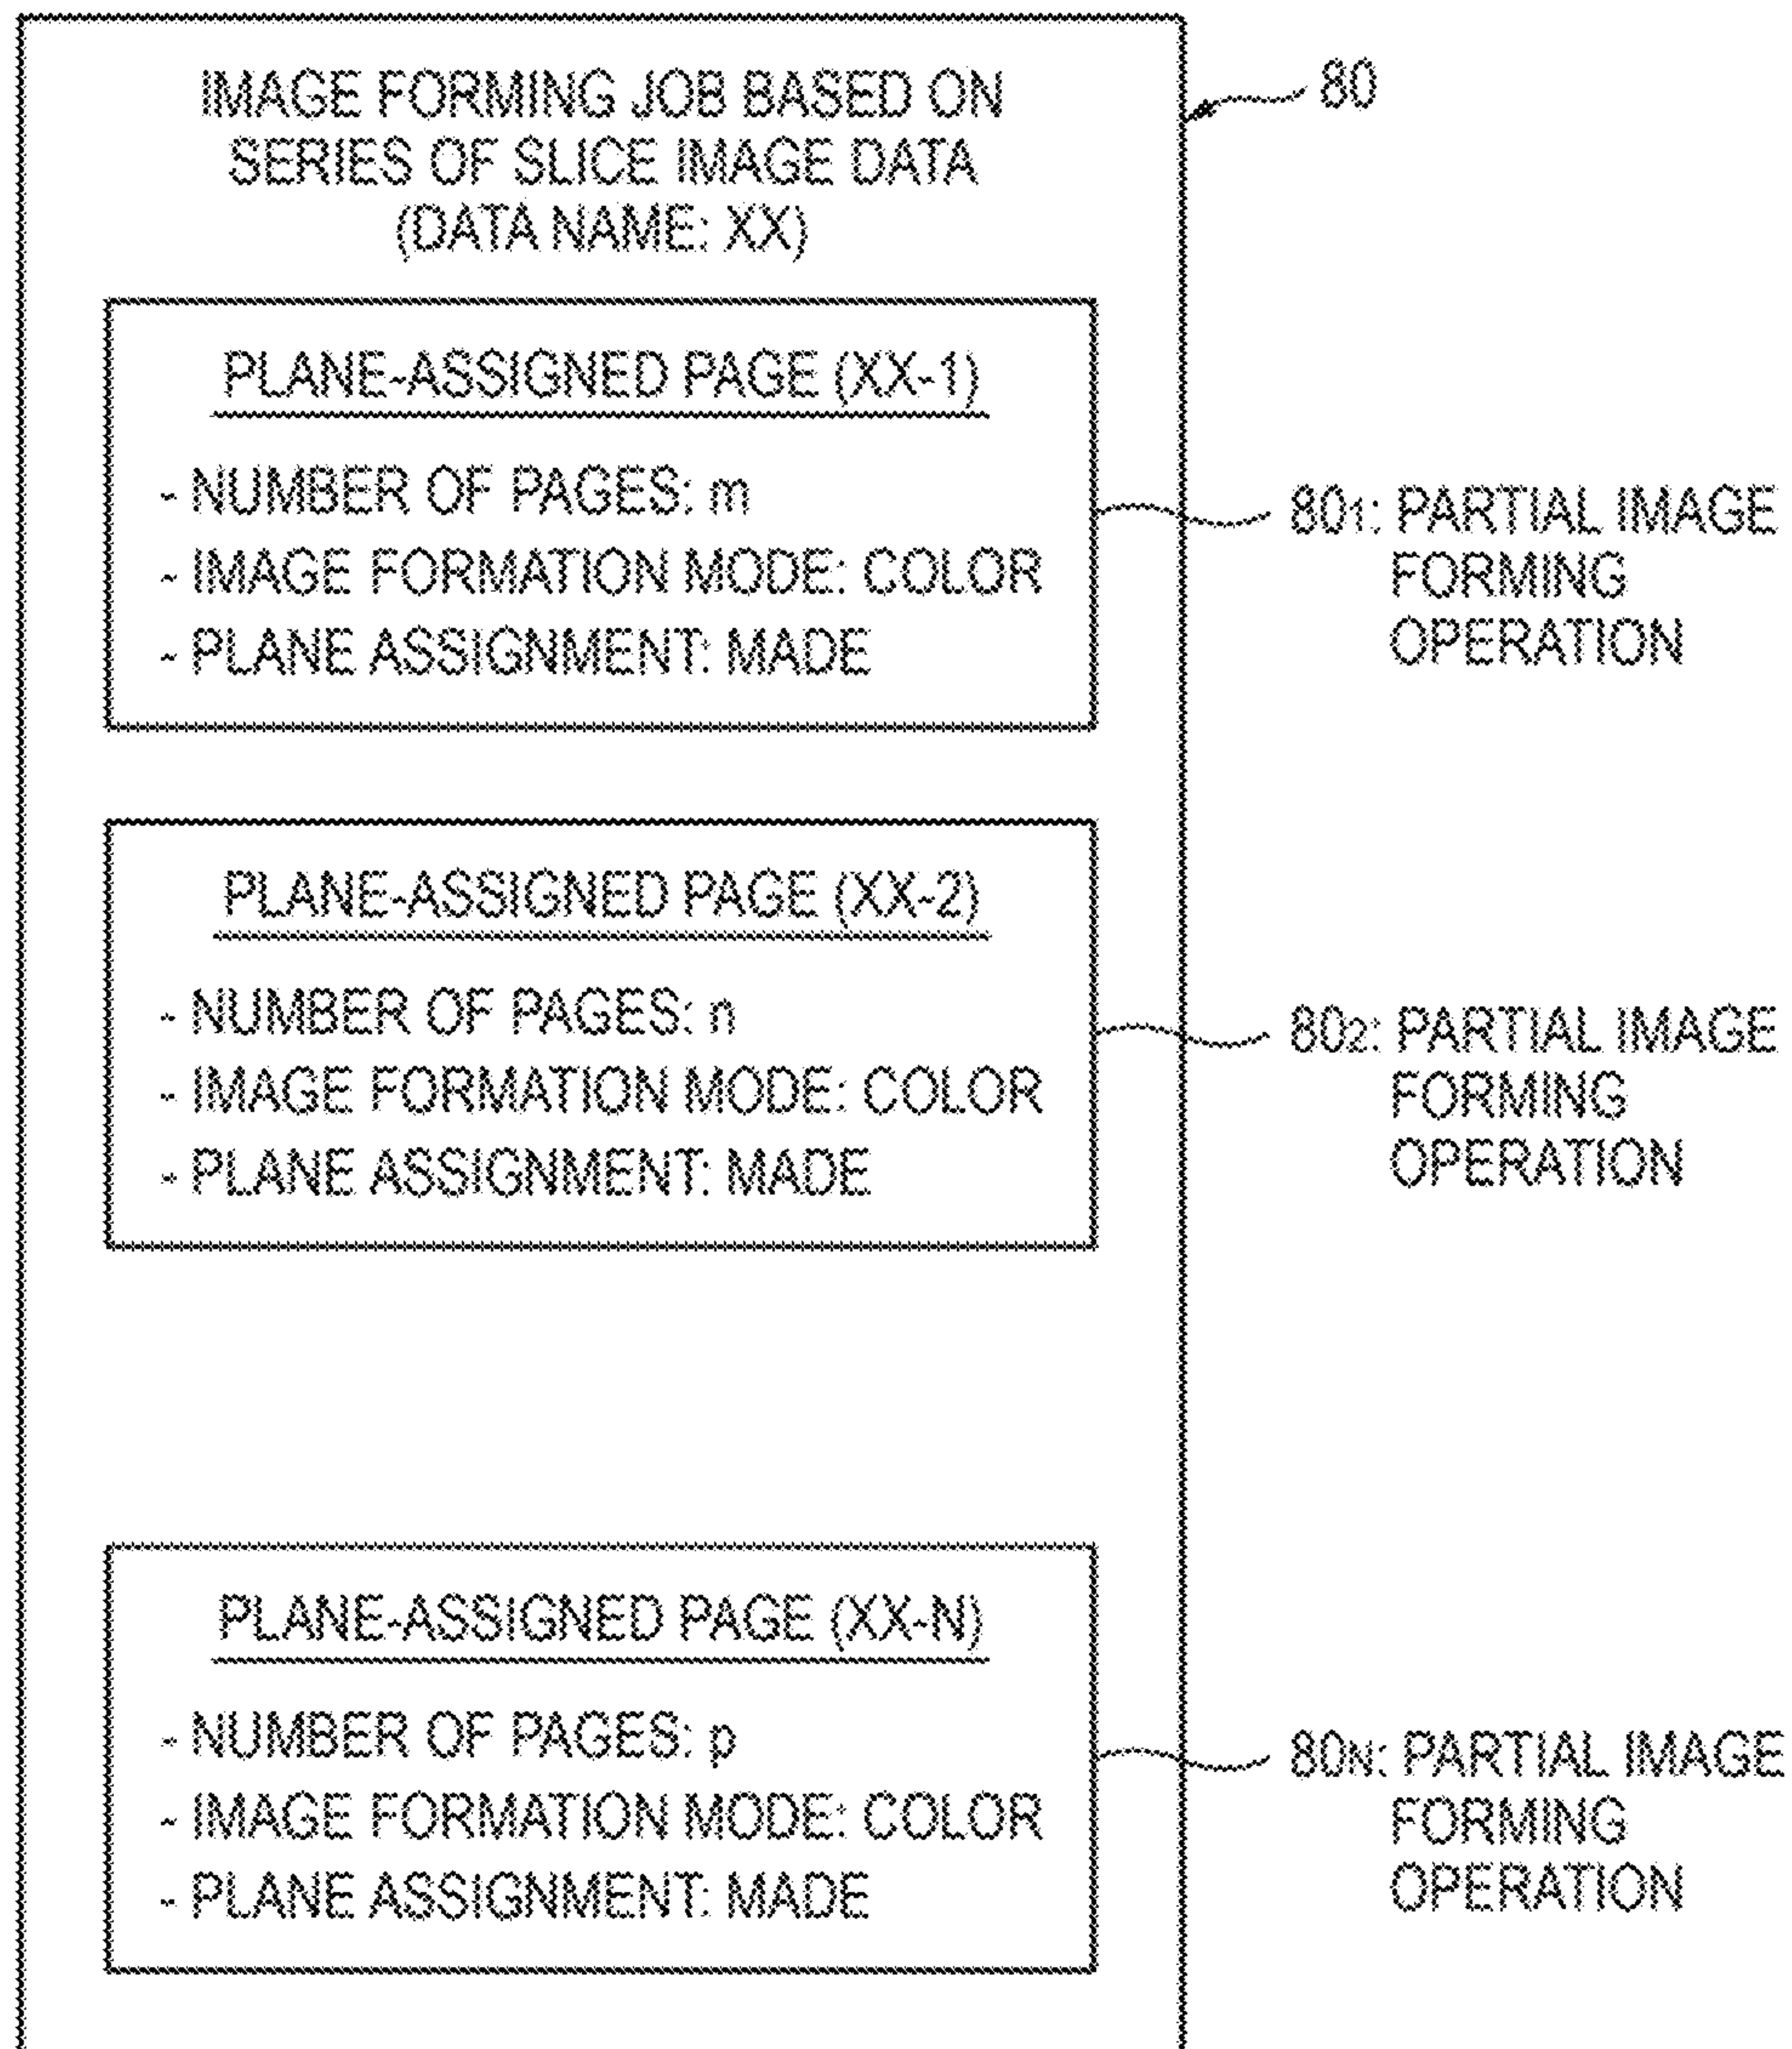 IMAGE FORMING JOB BASED ON
SERIES OF SLICE IMAGE DATA
(DATA NAME: XX)
80
PLANE-ASSIGNED PAGE (XX-1)
- NUMBER OF PAGES: m
- IMAGE FORMATION MODE: COLOR
- PLANE ASSIGNMENT: MADE
80₁: PARTIAL IMAGE
FORMING
OPERATION
PLANE-ASSIGNED PAGE (XX-2)
- NUMBER OF PAGES: n
- IMAGE FORMATION MODE: COLOR
- PLANE ASSIGNMENT: MADE
80₂: PARTIAL IMAGE
FORMING
OPERATION
PLANE-ASSIGNED PAGE (XX-N)
- NUMBER OF PAGES: p
- IMAGE FORMATION MODE: COLOR
- PLANE ASSIGNMENT: MADE
80N: PARTIAL IMAGE
FORMING
OPERATION